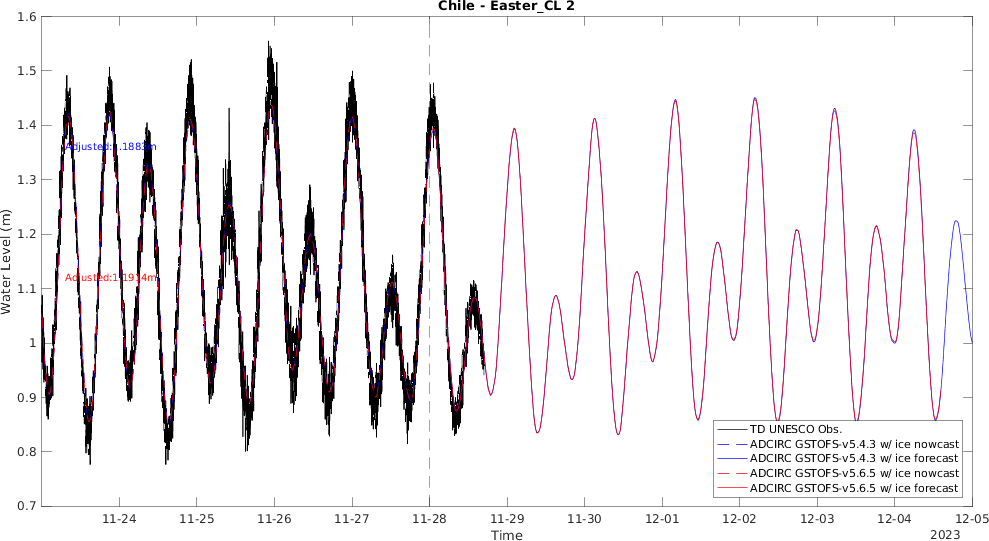 Chile - Easter_CL 2
1.6
1.5
1.4
1.3
1.2
1.1
1
0.9
0.8
0.7
Water Level (m)
Adjusted:1.1883m
Adjusted:1.1914m
TD UNESCO Obs.
ADCIRC GSTOFS-v5.4.3 w/ ice nowcast
ADCIRC GSTOFS-v5.4.3 w/ ice forecast
ADCIRC GSTOFS-v5.6.5 w/ ice nowcast
ADCIRC GSTOFS-v5.6.5 w/ ice forecast
11-24 11-25 11-26 11-27 11-28 11-29 11-30 12-01 12-02 12-03 12-04 12-05
Time
2023